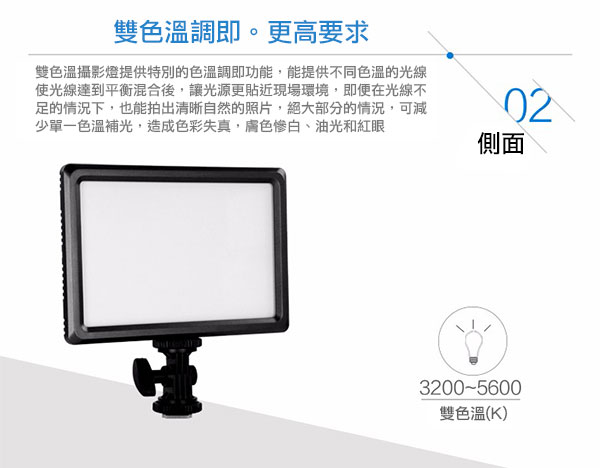 雙色溫調即。更高要求
雙色溫攝影燈提供特別的色溫調即功能，能提供不同色溫的光線
使光線達到平衡混合後，讓光源更貼近現場環境，即便在光線不
足的情況下，也能拍出清晰自然的照片，絕大部分的情況，可減
少單一色溫補光，造成色彩失真，膚色慘白、油光和紅眼
02
側面
3200~5600
雙色溫(K)